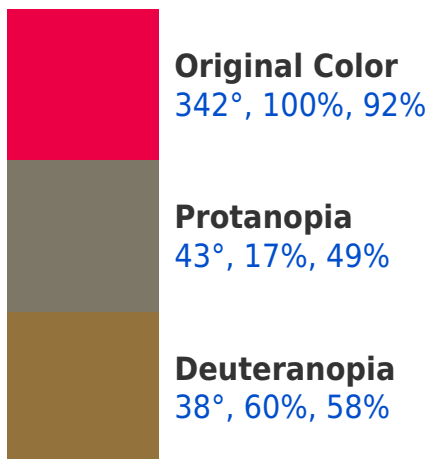 Original Color
342°, 100%, 92%
Protanopia
43°, 17%, 49%
Deuteranopia
38°, 60%, 58%